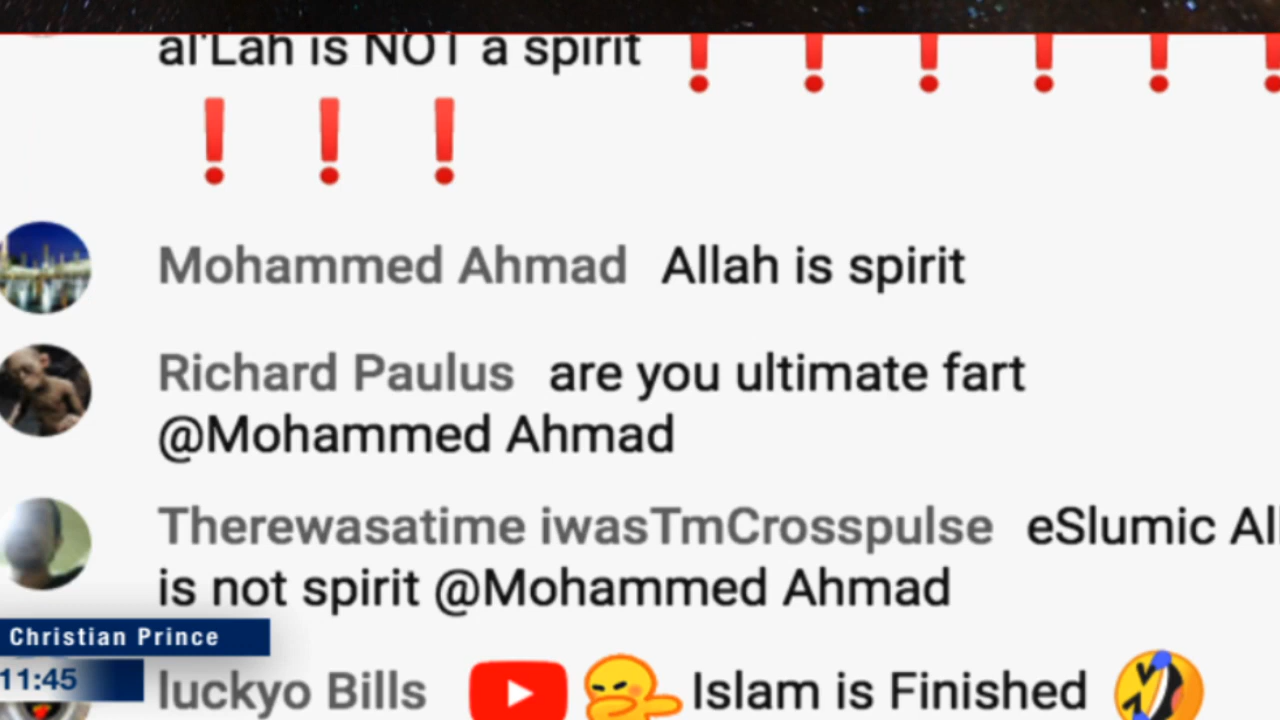 al'Lah is NOT a spirit ❗ ❗ ❗ ❗ ❗ ❗
❗ ❗ ❗
Mohammed Ahmad Allah is spirit
Richard Paulus are you ultimate fart
@Mohammed Ahmad
Therewasatime iwasTmCrosspulse eSlumic
is not spirit @Mohammed Ahmad
Christian Prince
11:45
luckyo Bills Islam is Finished 🤣